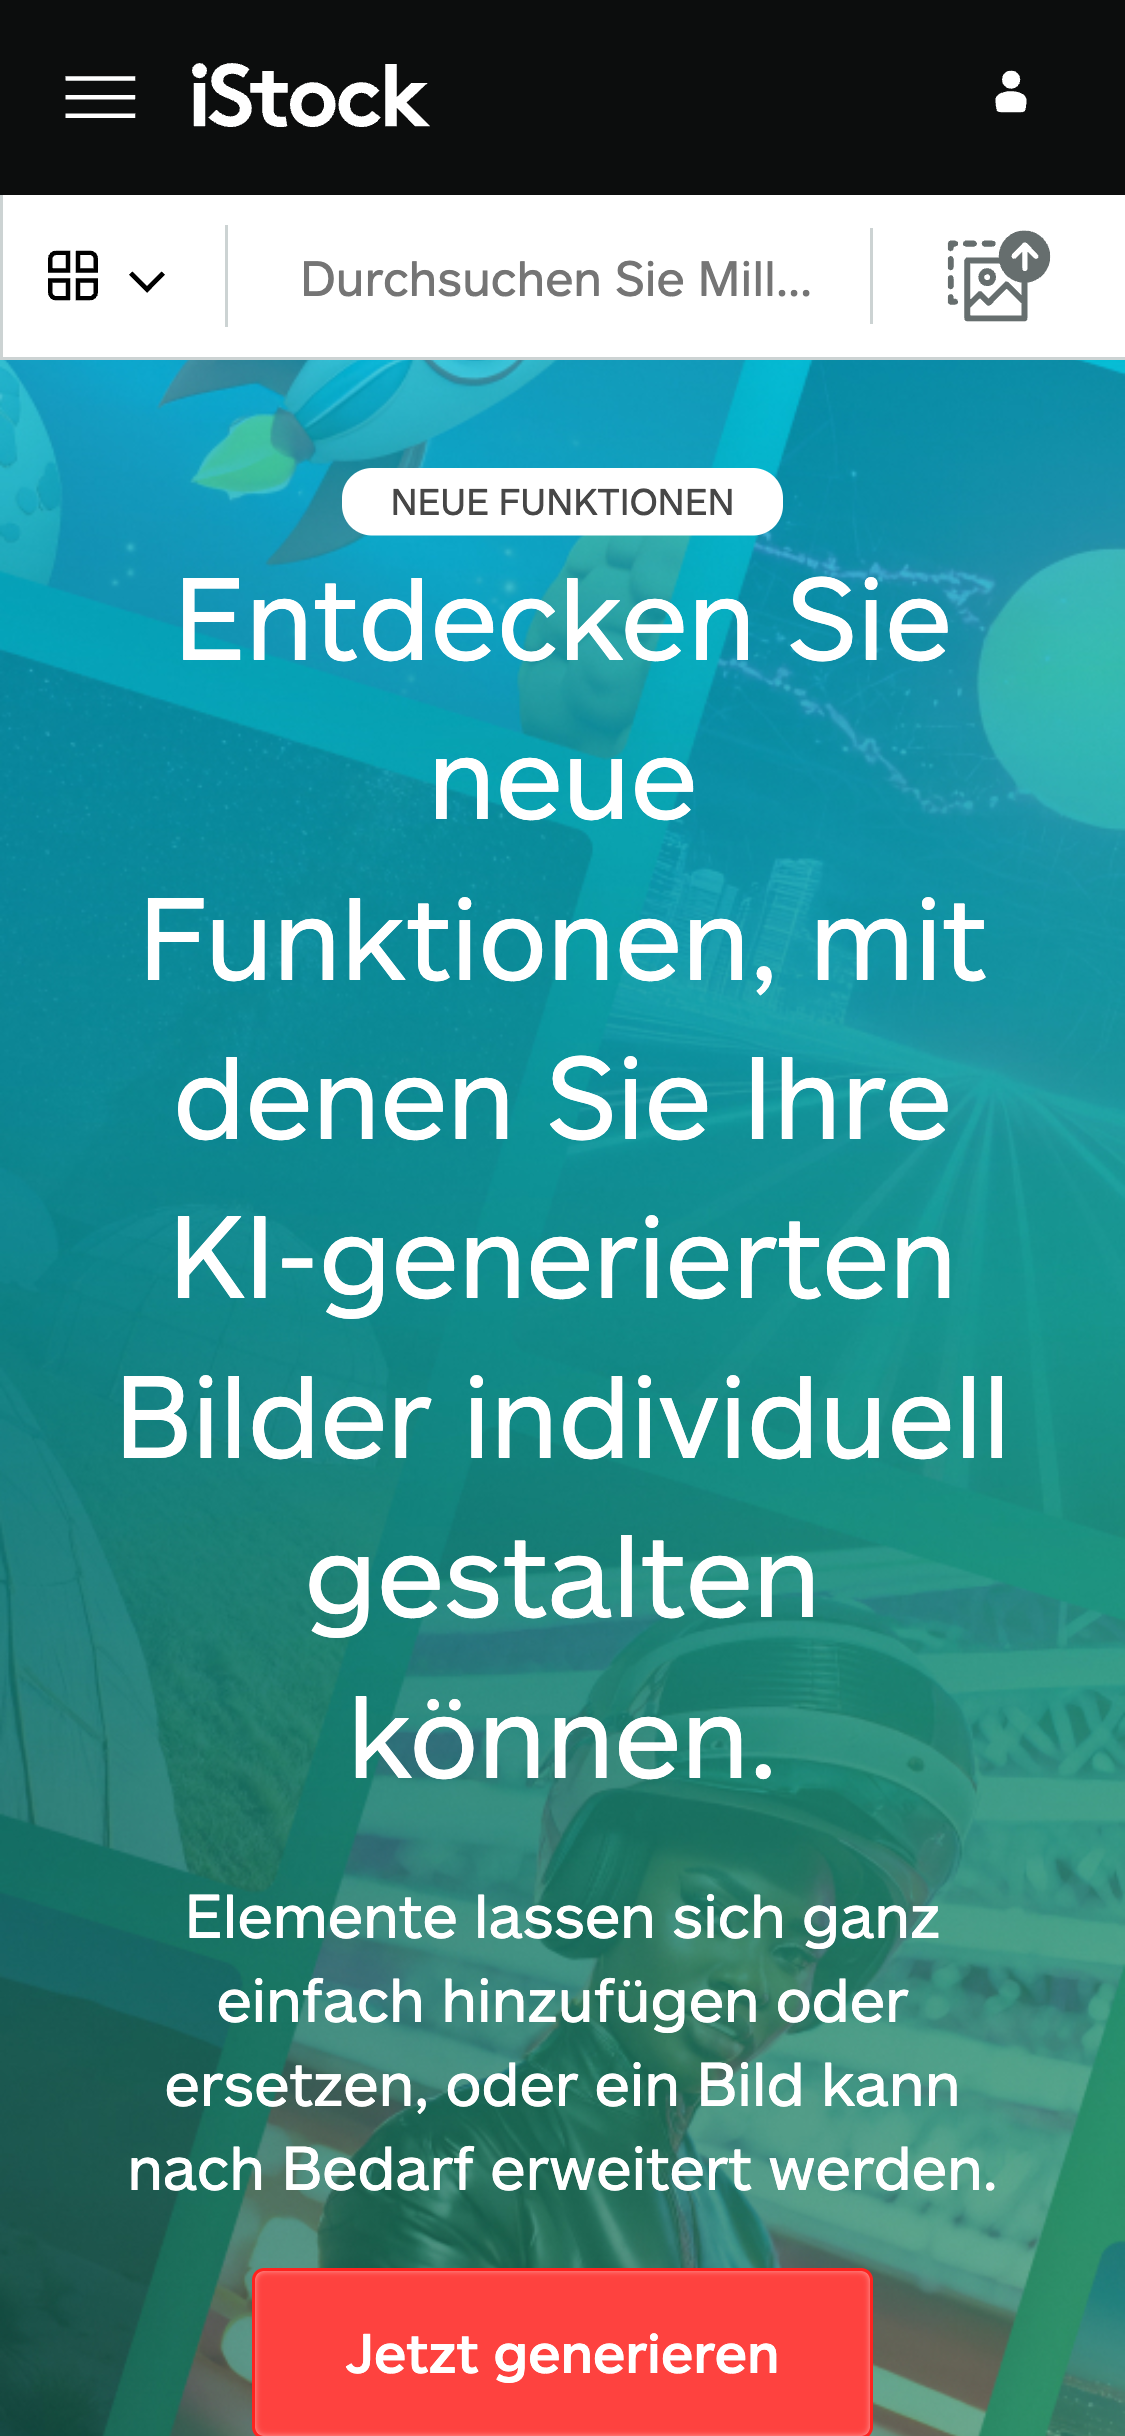 iStock
Durchsuchen Sie Mill...
NEUE FUNKTIONEN
Entdecken Sie
neue
Funktionen, mit
denen Sie Ihre
KI-generierten
Bilder individuell
gestalten
können.
Elemente lassen sich ganz
einfach hinzufügen oder
ersetzen, oder ein Bild kann
nach Bedarf erweitert werden.
Jetzt generieren